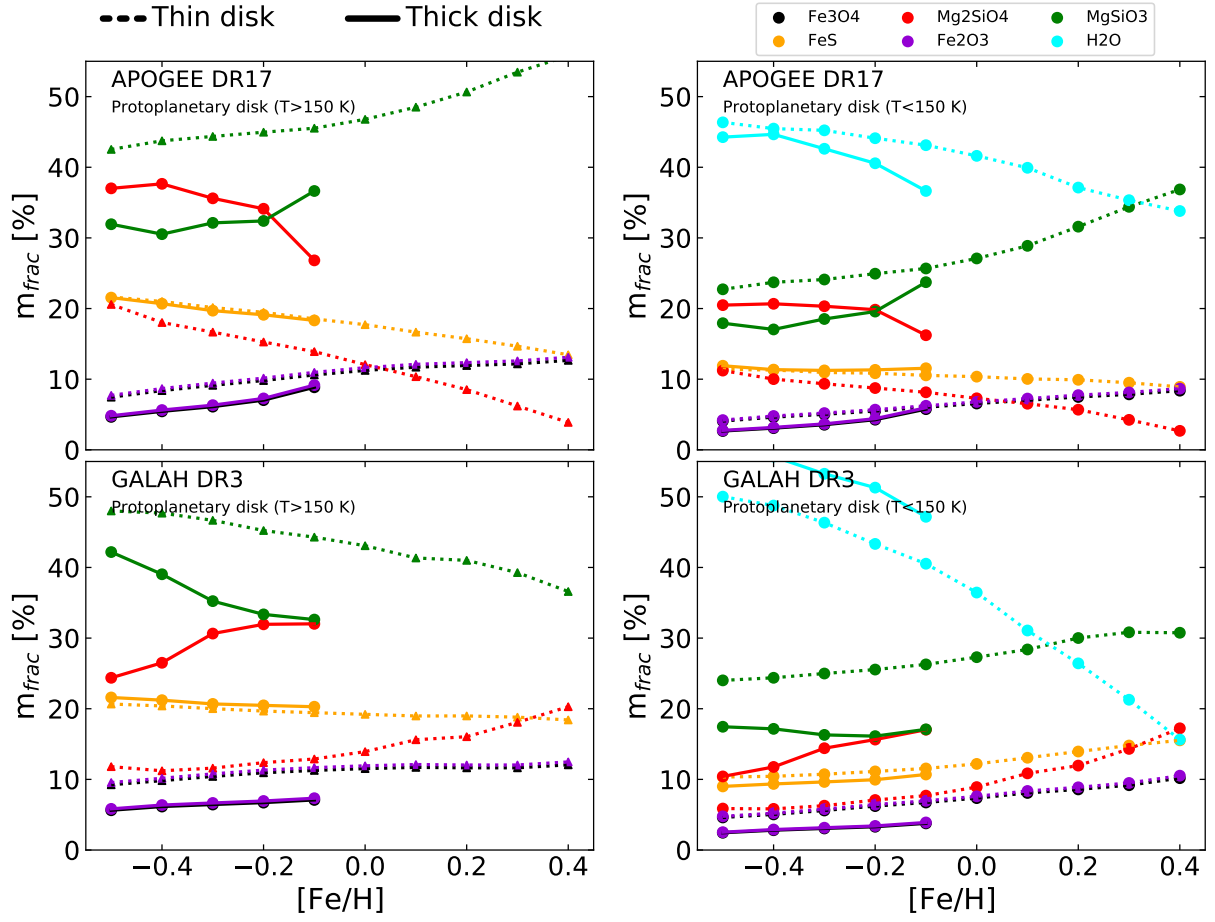 Thin disk Thick disk
Fe3O4 Mg2SiO4 MgSiO3
FeS Fe2O3 H2O
APOGEE DR17
Protoplanetary disk (T>150 K)
m_frac [%]
50
40
30
20
10
0
APOGEE DR17
Protoplanetary disk (T<150 K)
m_frac [%]
50
40
30
20
10
0
GALAH DR3
Protoplanetary disk (T>150 K)
m_frac [%]
50
40
30
20
10
0
−0.4 −0.2 0.0 0.2 0.4
[Fe/H]
GALAH DR3
Protoplanetary disk (T<150 K)
m_frac [%]
50
40
30
20
10
0
−0.4 −0.2 0.0 0.2 0.4
[Fe/H]